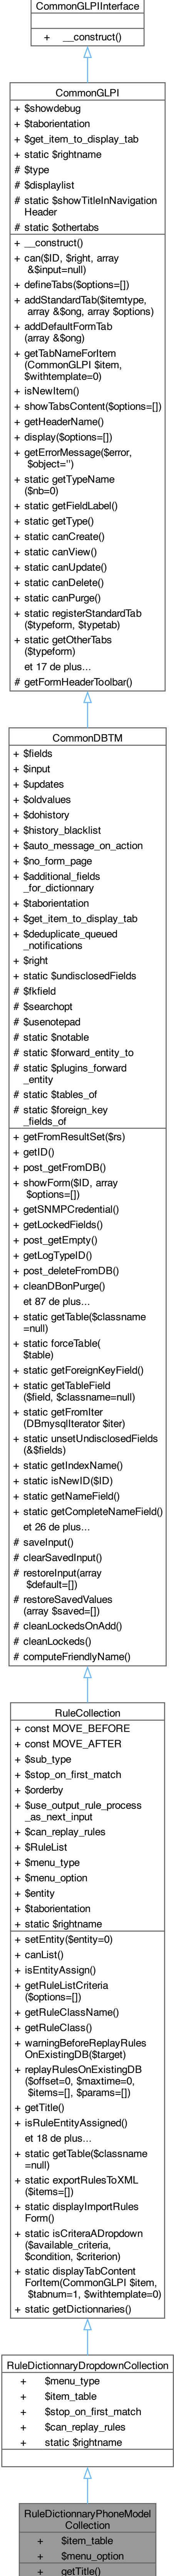 CommonGLPIInterface
+ __construct()
CommonGLPI
+ $showdebug
+ $taborientation
+ $get_item_to_display_tab
+ static $rightname
# $type
# $displaylist
# static $showTitleInNavigation
Header
# static $othertabs
+ __construct()
+ can($ID, $right, array
&$input=null)
+ defineTabs($options=[])
+ addStandardTab($itemtype,
array &$ong, array $options)
+ addDefaultFormTab
(array &$ong)
+ getTabNameForItem
(CommonGLPI $item,
$withtemplate=0)
+ isNewItem()
+ showTabsContent($options=[])
+ getHeaderName()
+ display($options=[])
+ getErrorMessage($error,
$object='')
+ static getTypeName
($nb=0)
+ static getFieldLabel()
+ static getType()
+ static canCreate()
+ static canView()
+ static canUpdate()
+ static canDelete()
+ static canPurge()
+ static registerStandardTab
($typeform, $typetab)
+ static getOtherTabs
($typeform)
et 17 de plus...
# getFormHeaderToolbar()
CommonDBTM
+ $fields
+ $input
+ $updates
+ $oldvalues
+ $dohistory
+ $history_blacklist
+ $auto_message_on_action
+ $no_form_page
+ $additional_fields
_for_dictionnary
+ $taborientation
+ $get_item_to_display_tab
+ $deduplicate_queued
_notifications
+ $right
+ static $undisclosedFields
# $fkfield
# $searchopt
# $usenotepad
# static $notable
# static $forward_entity_to
# static $plugins_forward
_entity
# static $tables_of
# static $foreign_key
_fields_of
+ getFromResultSet($rs)
+ getID()
+ post_getFromDB()
+ showForm($ID, array
$options=[])
+ getSNMPCredential()
+ getLockedFields()
+ post_getEmpty()
+ getLogTypeID()
+ post_deleteFromDB()
+ cleanDBonPurge()
et 87 de plus...
+ static getTable($classname
=null)
+ static forceTable(
$table)
+ static getForeignKeyField()
+ static getTableField
($field, $classname=null)
+ static getFromIter
(DBmysqlIterator $iter)
+ static unsetUndisclosedFields
(&$fields)
+ static getIndexName()
+ static isNewID($ID)
+ static getNameField()
+ static getCompleteNameField()
et 26 de plus...
# saveInput()
# clearSavedInput()
# restoreInput(array
$default=[])
# restoreSavedValues
(array $saved=[])
# cleanLockedsOnAdd()
# cleanLockeds()
# computeFriendlyName()
RuleCollection
+ const MOVE_BEFORE
+ const MOVE_AFTER
+ $sub_type
+ $stop_on_first_match
+ $orderby
+ $use_output_rule_process
_as_next_input
+ $can_replay_rules
+ $RuleList
+ $menu_type
+ $menu_option
+ $entity
+ $taborientation
+ static $rightname
+ setEntity($entity=0)
+ canList()
+ isEntityAssign()
+ getRuleListCriteria
($options=[])
+ getRuleClassName()
+ getRuleClass()
+ warningBeforeReplayRules
OnExistingDB($target)
+ replayRulesOnExistingDB
($offset=0, $maxtime=0,
$items=[], $params=[])
+ getTitle()
+ isRuleEntityAssigned()
et 18 de plus...
+ static getTable($classname
=null)
+ static exportRulesToXML
($items=[])
+ static displayImportRules
Form()
+ static isCriteraADropdown
($available_criteria,
$condition, $criterion)
+ static displayTabContent
ForItem(CommonGLPI $item,
$tabnum=1, $withtemplate=0)
+ static getDictionnaries()
RuleDictionnaryDropdownCollection
+ $menu_type
+ $item_table
+ $stop_on_first_match
+ $can_replay_rules
+ static $rightname
RuleDictionnaryPhoneModel
Collection
+ $item_table
+ $menu_option
+ getTitle()